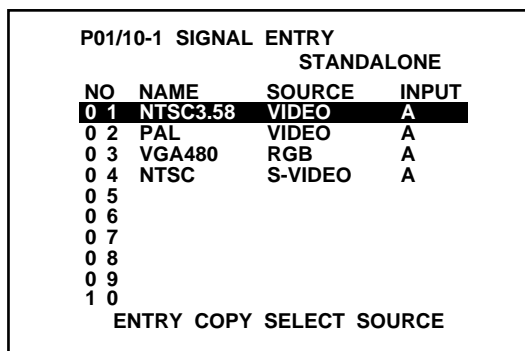 P01/10-1 SIGNAL ENTRY
STANDALONE
NO NAME SOURCE INPUT
0 1 NTSC3.58 VIDEO A
0 2 PAL VIDEO A
0 3 VGA480 RGB A
0 4 NTSC S-VIDEO A
0 5
0 6
0 7
0 8
0 9
1 0
ENTRY COPY SELECT SOURCE